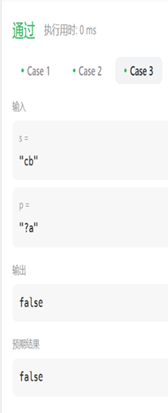 通过 执行用时: 0 ms
• Case 1 • Case 2 • Case 3
输入
s =
"cb"
p =
"?a"
输出
false
预期结果
false